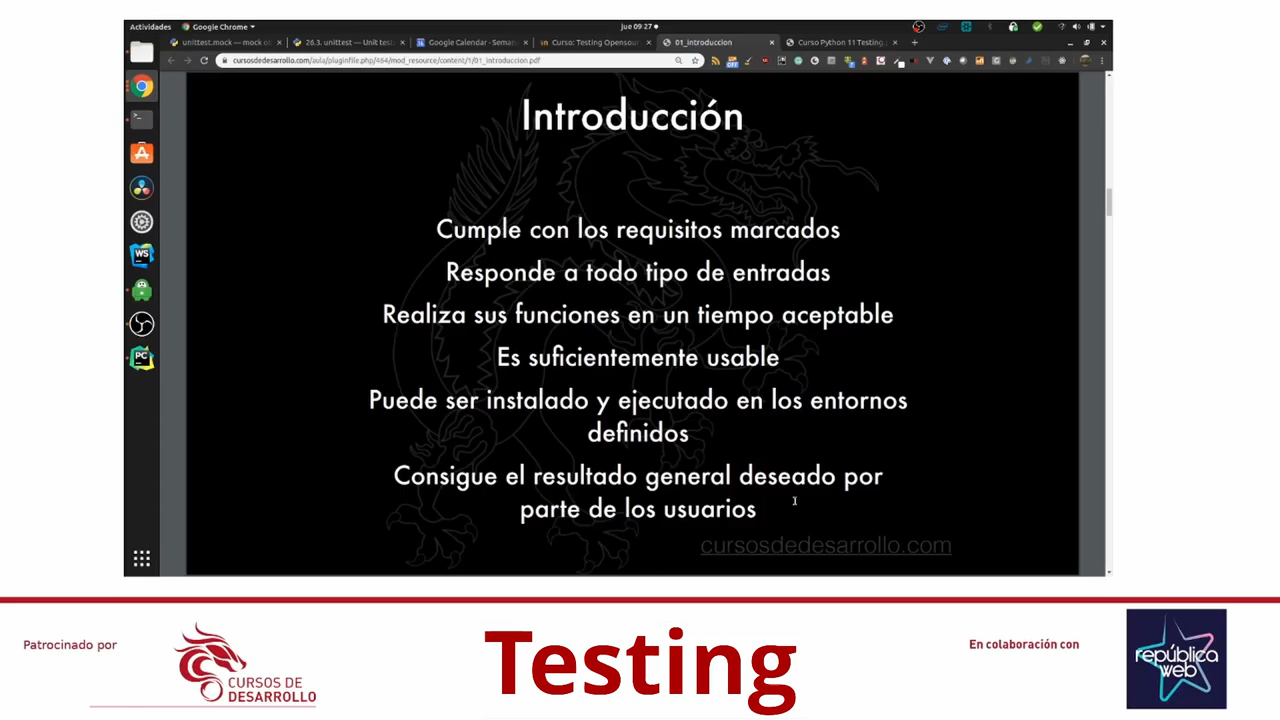 Actividades Google Chrome jue 09:27
unittest.mock — mock o
26.3. unittest — Unit tes
Google Calendar - Seman
Curso: Testing Opensour
01_introduccion
Curso Python 11 Testing.
cursosdedesarrollo.com/aula/pluginfile.php/464/mod_resource/content/1/01_introduccion.pdf
Introducción
Cumple con los requisitos marcados
Responde a todo tipo de entradas
Realiza sus funciones en un tiempo aceptable
Es suficientemente usable
Puede ser instalado y ejecutado en los entornos
definidos
Consigue el resultado general deseado por
parte de los usuarios
cursosdedesarrollo.com
WS
PC
Patrocinado por
CURSOS DE
DESARROLLO
Testing
En colaboración con
república
web